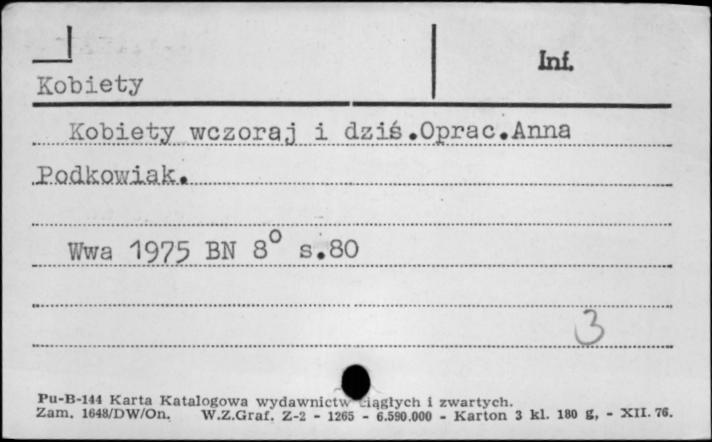 Inf.
Kobiety
Kobiety wczoraj i dziś.Oprac.Anna
Podkowiak.
Wwa 1975 BN 8° s.80
3
Pu-B-144 Karta Katalogowa wydawnictw ciągłych i zwartych.
Zam. 1648/DW/On. W.Z.Graf. Z-2 - 1265 - 6.590.000 - Karton 3 kl. 180 g, - XII. 76.